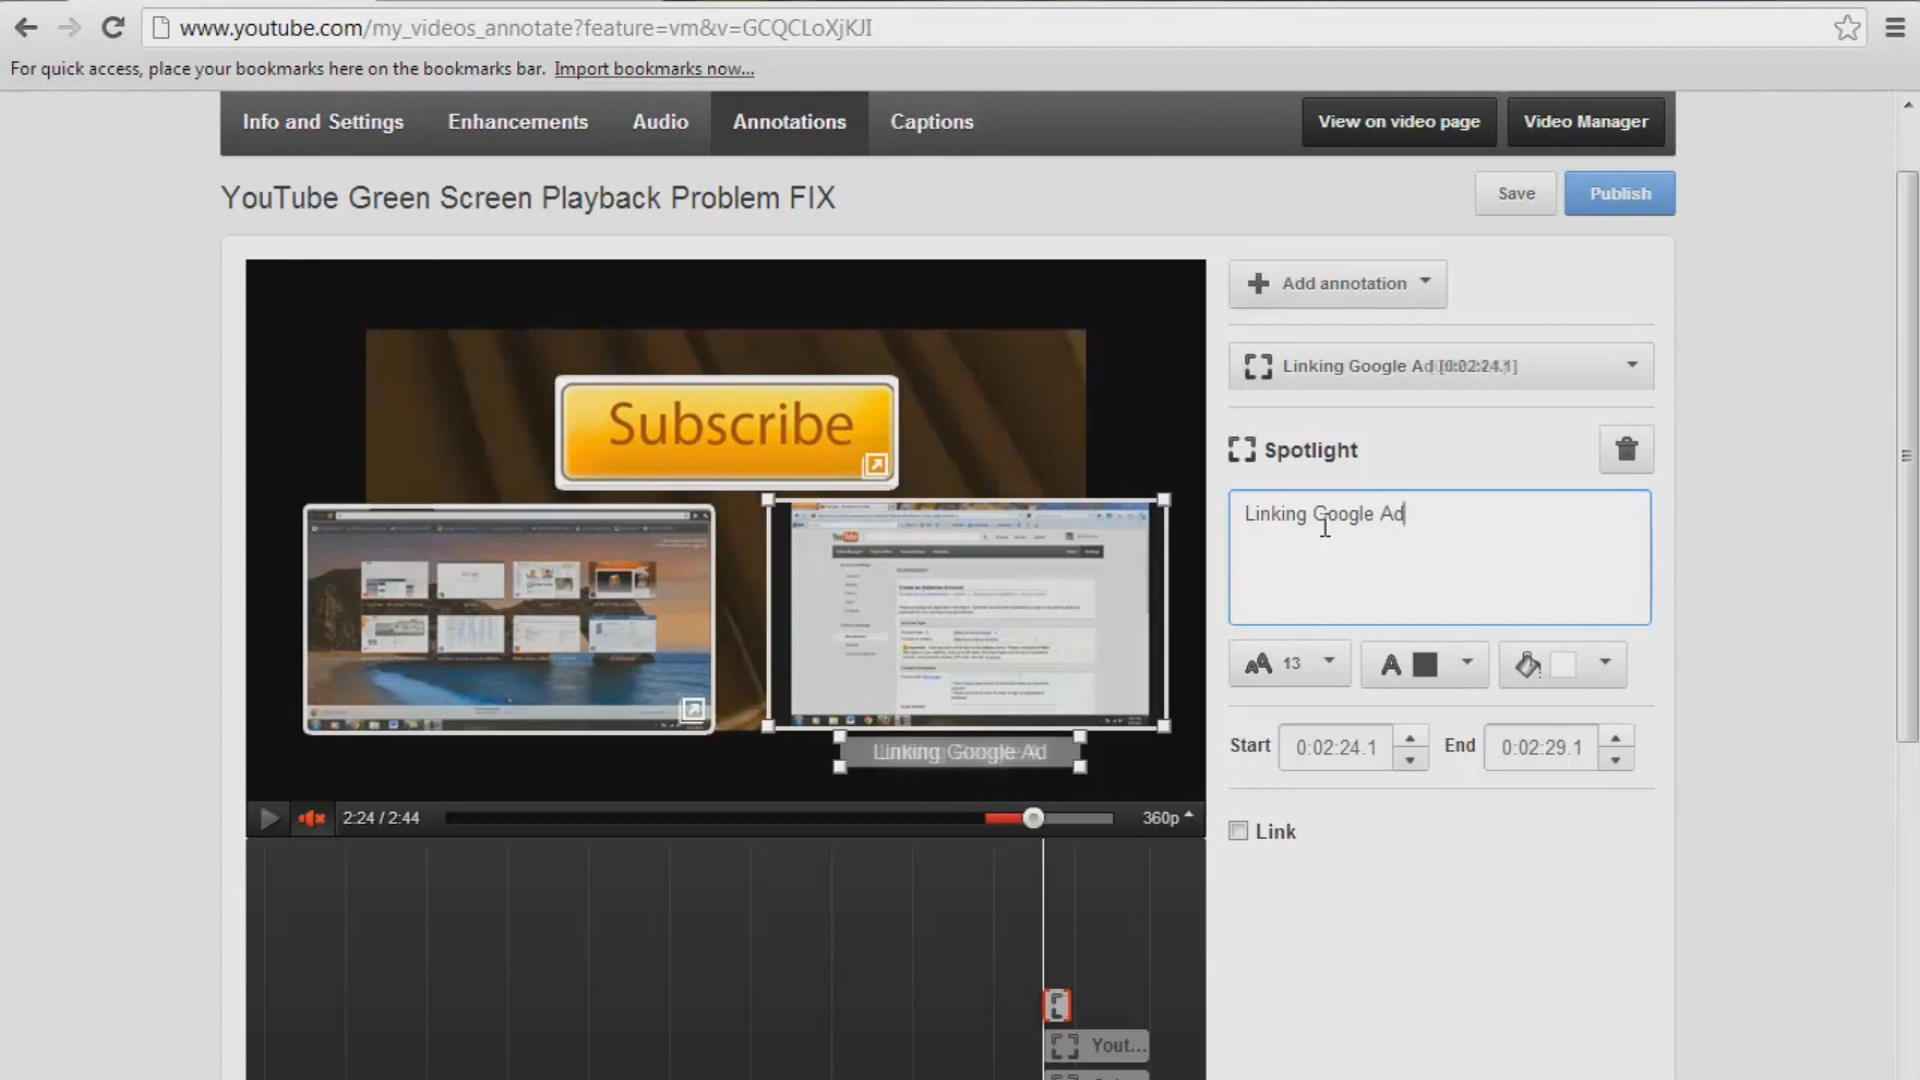 www.youtube.com/my_videos_annotate?feature=vm&v=GCQCLoXjKJI
For quick access, place your bookmarks here on the bookmarks bar. Import bookmarks now...
Info and Settings Enhancements Audio Annotations Captions View on video page Video Manager
YouTube Green Screen Playback Problem FIX Save Publish
Add annotation
Linking Google Ad [0:02:24.1]
Subscribe
Spotlight
Linking Google Ad
13 A
Start 0:02:24.1 End 0:02:29.1
Linking Google Ad
2:24 / 2:44 360p
Link
Yout...